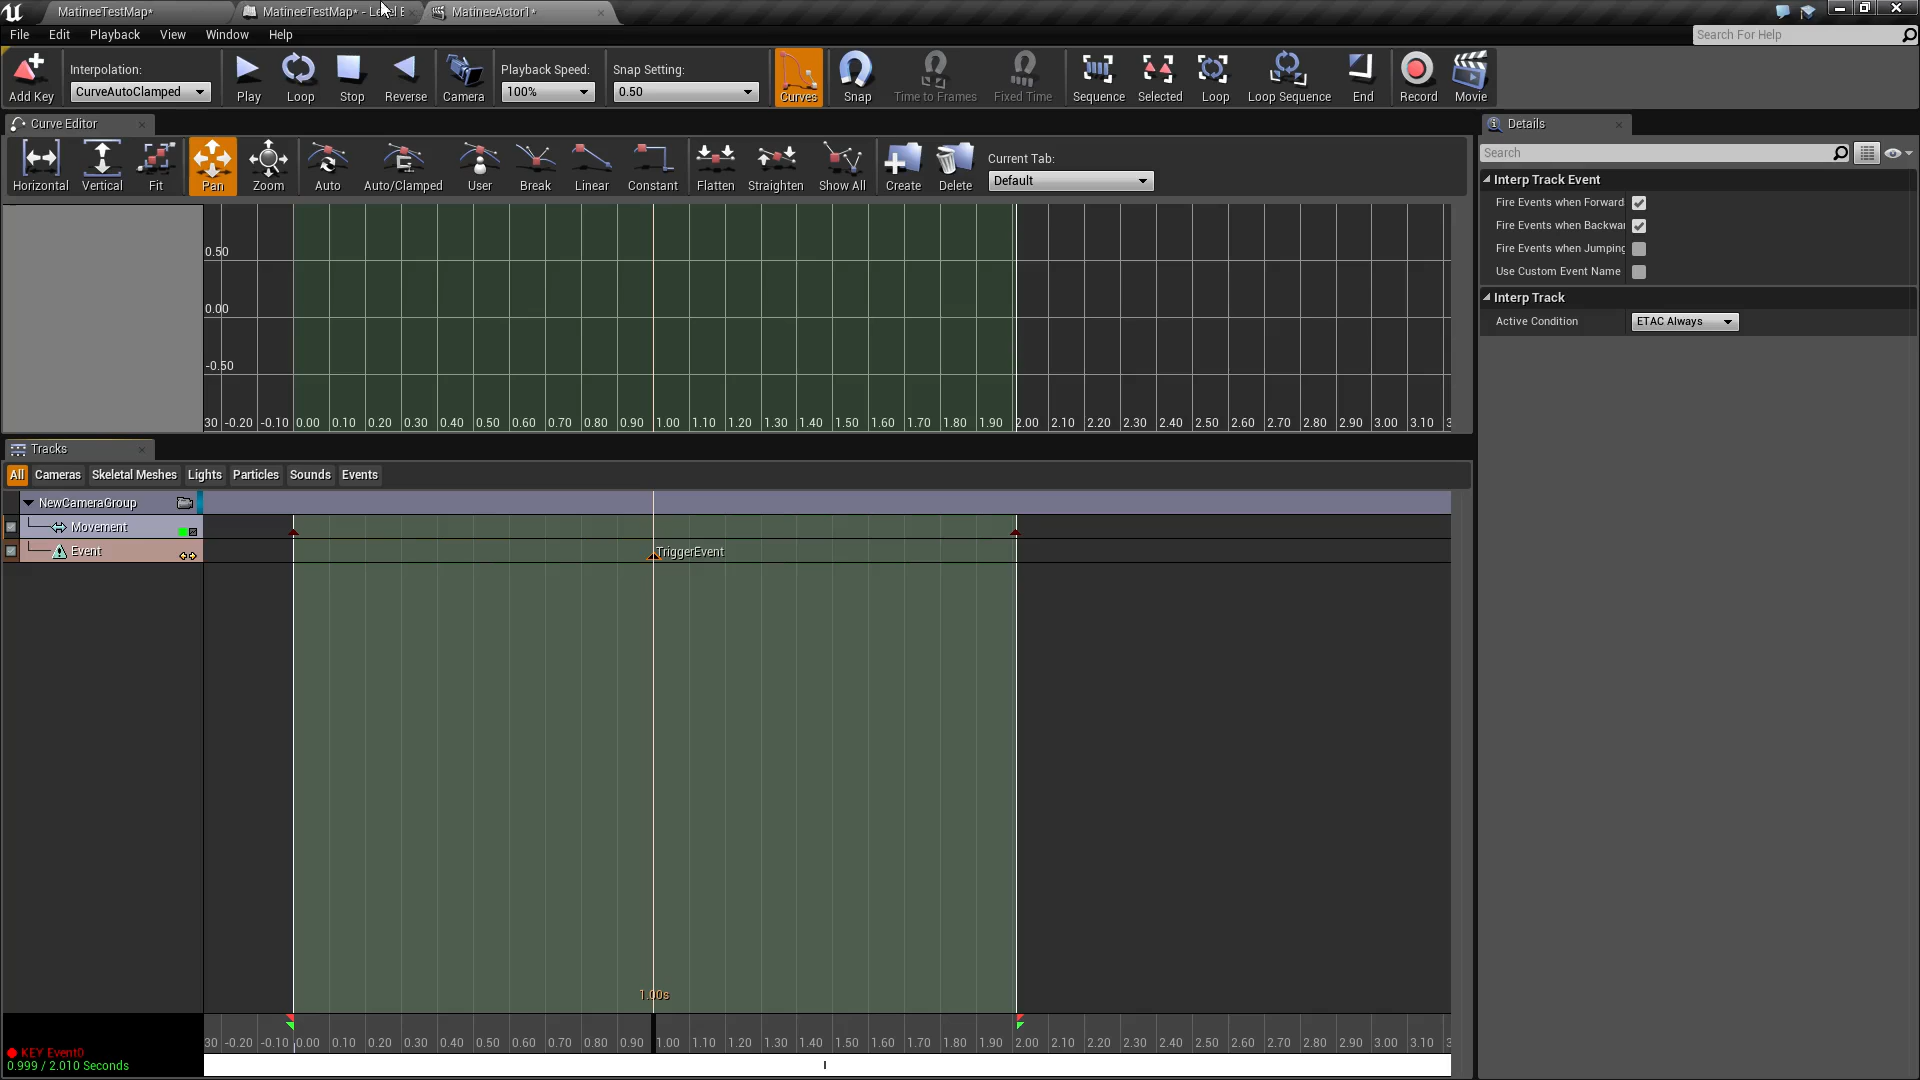 MatineeTestMap*
MatineeTestMap* - Level E
MatineeActor1*
File Edit Playback View Window Help
Search For Help
Add Key
Interpolation:
CurveAutoClamped
Play
Loop
Stop
Reverse
Camera
Playback Speed:
100%
Snap Setting:
0.50
Curves
Snap
Time to Frames
Fixed Time
Sequence
Selected
Loop
Loop Sequence
End
Record
Movie
Curve Editor
Horizontal
Vertical
Fit
Pan
Zoom
Auto
Auto/Clamped
User
Break
Linear
Constant
Flatten
Straighten
Show All
Create
Delete
Current Tab:
Default
0.50
0.00
-0.50
30 -0.20 -0.10 0.00 0.10 0.20 0.30 0.40 0.50 0.60 0.70 0.80 0.90 1.00 1.10 1.20 1.30 1.40 1.50 1.60 1.70 1.80 1.90 2.00 2.10 2.20 2.30 2.40 2.50 2.60 2.70 2.80 2.90 3.00 3.10 3
Tracks
All Cameras Skeletal Meshes Lights Particles Sounds Events
NewCameraGroup
Movement
Event
TriggerEvent
1.00s
30 -0.20 -0.10 0.00 0.10 0.20 0.30 0.40 0.50 0.60 0.70 0.80 0.90 1.00 1.10 1.20 1.30 1.40 1.50 1.60 1.70 1.80 1.90 2.00 2.10 2.20 2.30 2.40 2.50 2.60 2.70 2.80 2.90 3.00 3.10 3
KEY Event0
0.999 / 2.010 Seconds
Details
Search
Interp Track Event
Fire Events when Forward
Fire Events when Backwar
Fire Events when Jumping
Use Custom Event Name
Interp Track
Active Condition
ETAC Always